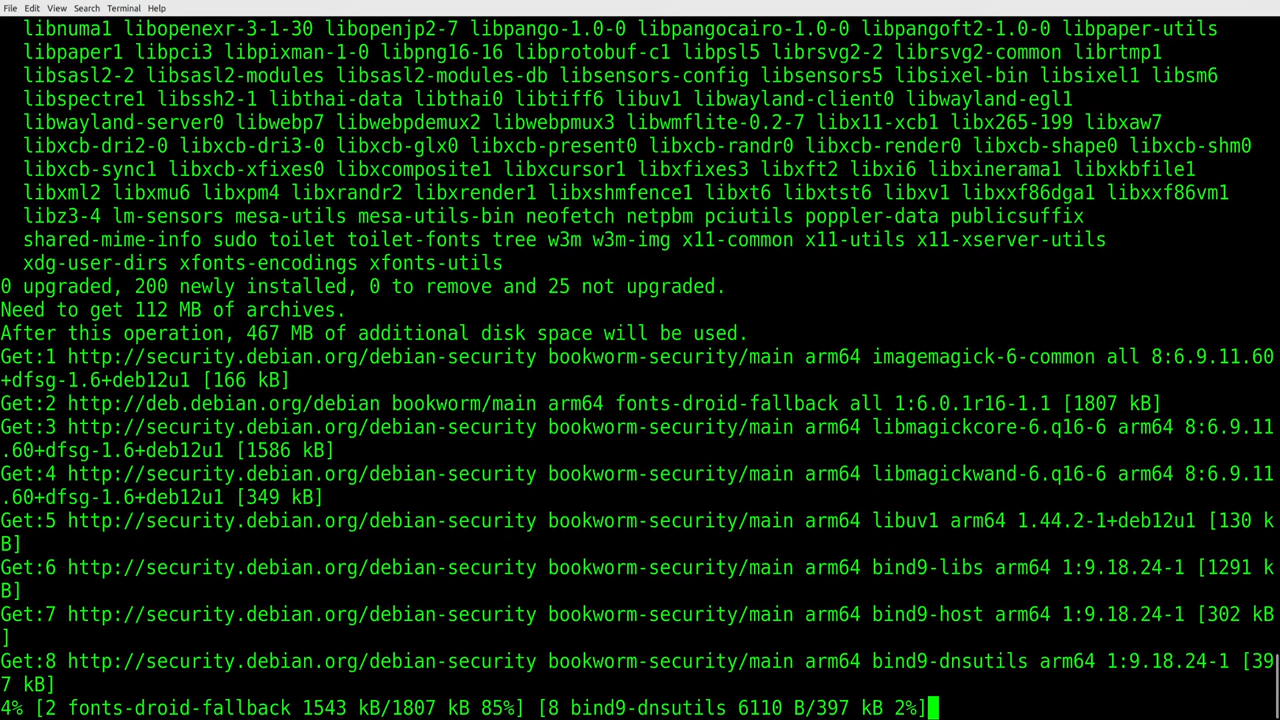 File Edit View Search Terminal Help
libnuma1 libopenexr-3-1-30 libopenjp2-7 libpango-1.0-0 libpangocairo-1.0-0 libpangoft2-1.0-0 libpaper-utils
libpaper1 libpci3 libpixman-1-0 libpng16-16 libprotobuf-c1 libpsl5 librsvg2-2 librsvg2-common librtmp1
libsasl2-2 libsasl2-modules libsasl2-modules-db libsensors-config libsensors5 libsixel-bin libsixel1 libsm6
libspectre1 libssh2-1 libthai-data libthai0 libtiff6 libuv1 libwayland-client0 libwayland-egl1
libwayland-server0 libwebp7 libwebpdemux2 libwebpmux3 libwmflite-0.2-7 libx11-xcb1 libx265-199 libxaw7
libxcb-dri2-0 libxcb-dri3-0 libxcb-glx0 libxcb-present0 libxcb-randr0 libxcb-render0 libxcb-shape0 libxcb-shm0
libxcb-sync1 libxcb-xfixes0 libxcomposite1 libxcursor1 libxfixes3 libxft2 libxi6 libxinerama1 libxkbfile1
libxml2 libxmu6 libxpm4 libxrandr2 libxrender1 libxshmfence1 libxt6 libxtst6 libxv1 libxxf86dga1 libxxf86vm1
libz3-4 lm-sensors mesa-utils mesa-utils-bin neofetch netpbm pciutils poppler-data publicsuffix
shared-mime-info sudo toilet toilet-fonts tree w3m w3m-img x11-common x11-utils x11-xserver-utils
xdg-user-dirs xfonts-encodings xfonts-utils
0 upgraded, 200 newly installed, 0 to remove and 25 not upgraded.
Need to get 112 MB of archives.
After this operation, 467 MB of additional disk space will be used.
Get:1 http://security.debian.org/debian-security bookworm-security/main arm64 imagemagick-6-common all 8:6.9.11.60
+dfsg-1.6+deb12u1 [166 kB]
Get:2 http://deb.debian.org/debian bookworm/main arm64 fonts-droid-fallback all 1:6.0.1r16-1.1 [1807 kB]
Get:3 http://security.debian.org/debian-security bookworm-security/main arm64 libmagickcore-6.q16-6 arm64 8:6.9.11
.60+dfsg-1.6+deb12u1 [1586 kB]
Get:4 http://security.debian.org/debian-security bookworm-security/main arm64 libmagickwand-6.q16-6 arm64 8:6.9.11
.60+dfsg-1.6+deb12u1 [349 kB]
Get:5 http://security.debian.org/debian-security bookworm-security/main arm64 libuv1 arm64 1.44.2-1+deb12u1 [130 k
B]
Get:6 http://security.debian.org/debian-security bookworm-security/main arm64 bind9-libs arm64 1:9.18.24-1 [1291 k
B]
Get:7 http://security.debian.org/debian-security bookworm-security/main arm64 bind9-host arm64 1:9.18.24-1 [302 kB
]
Get:8 http://security.debian.org/debian-security bookworm-security/main arm64 bind9-dnsutils arm64 1:9.18.24-1 [39
7 kB]
4% [2 fonts-droid-fallback 1543 kB/1807 kB 85%] [8 bind9-dnsutils 6110 B/397 kB 2%]